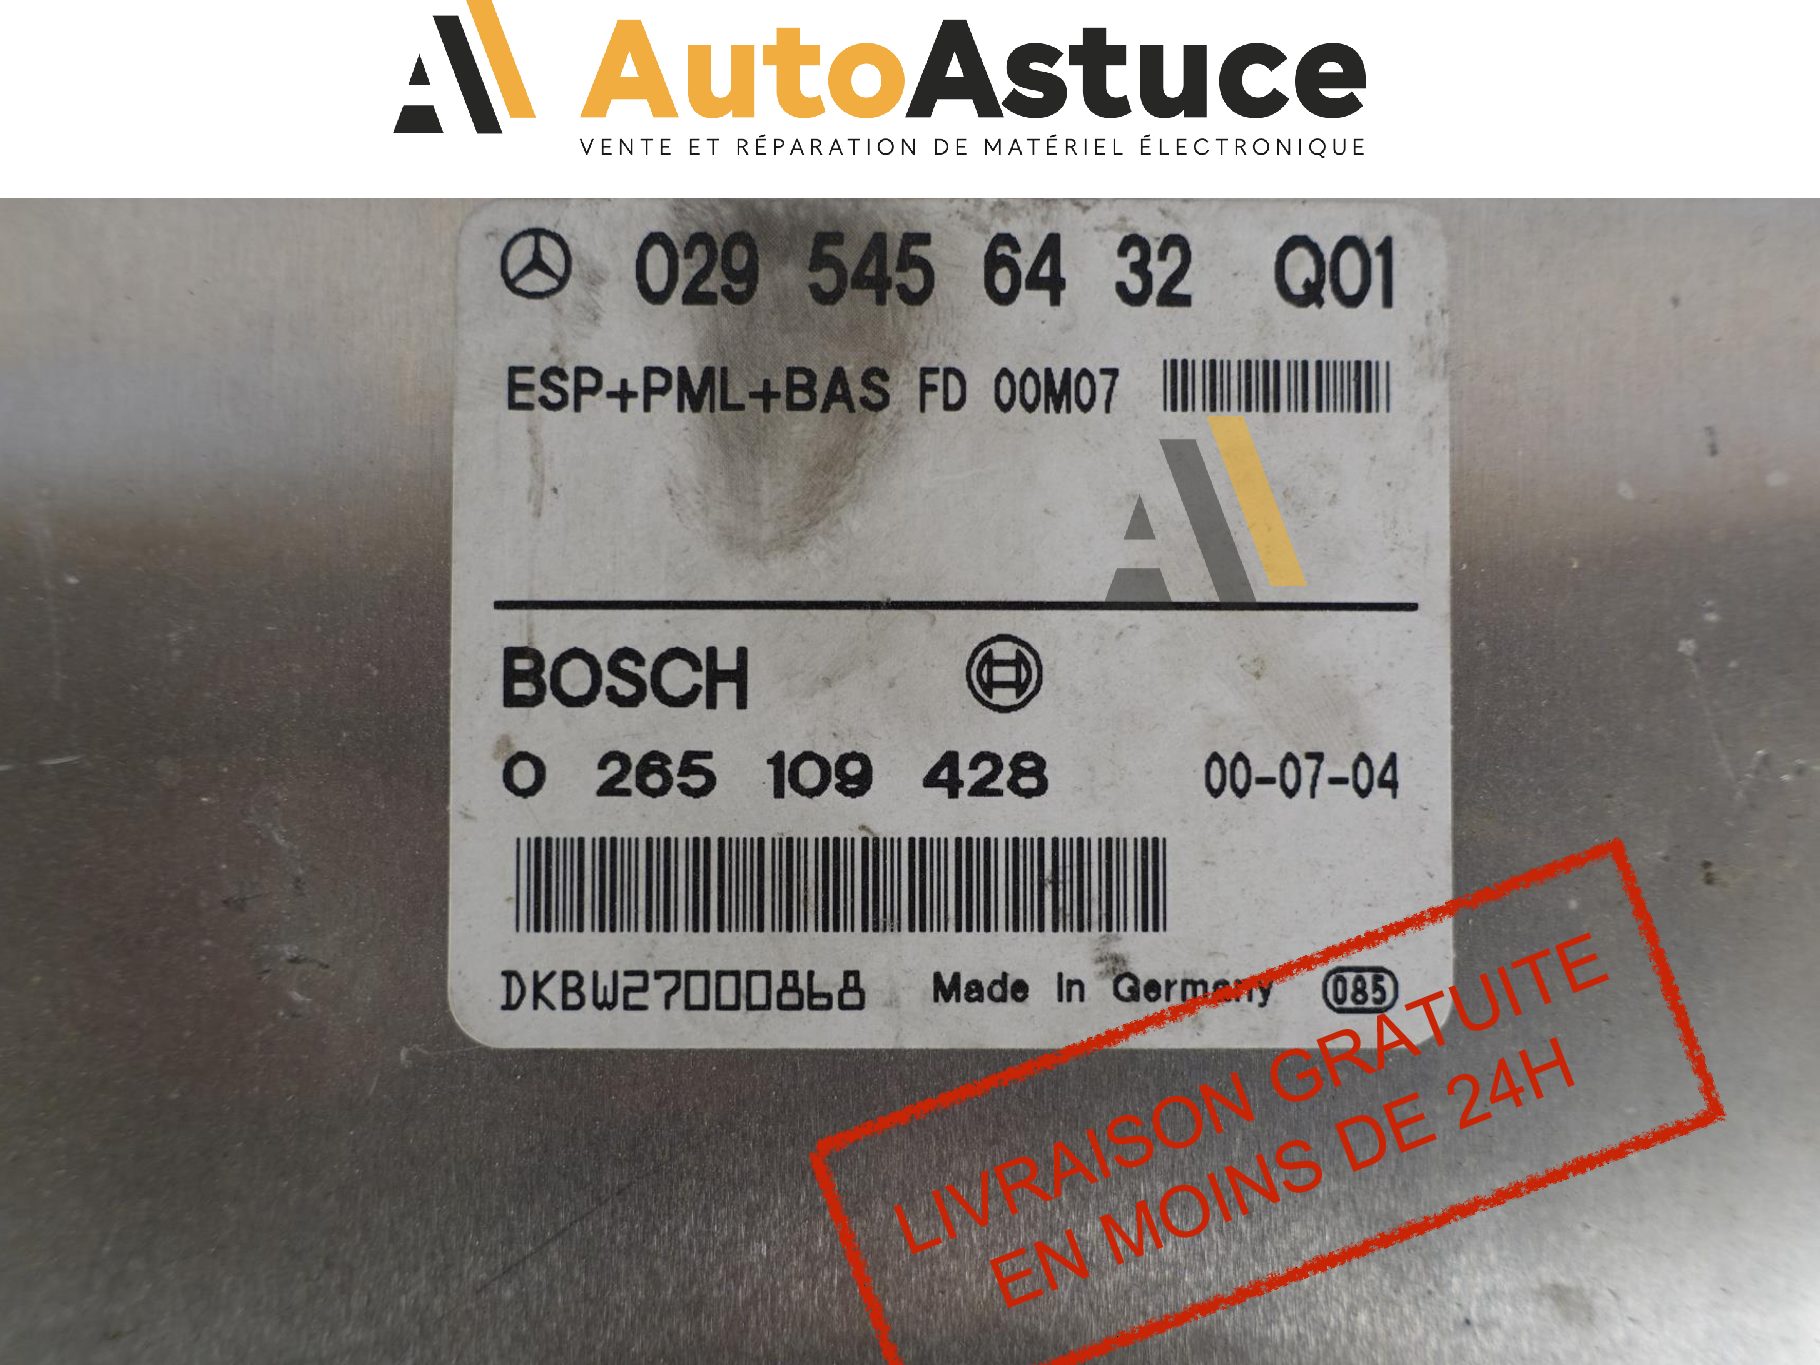 AutoAstuce
VENTE ET RÉPARATION DE MATÉRIEL ÉLECTRONIQUE
029 545 64 32 Q01
ESP+PML+BAS FD 00M07
BOSCH
0 265 109 428 00-07-04
DKBW27000868 Made in Germany 085
LIVRAISON GRATUITE
EN MOINS DE 24H